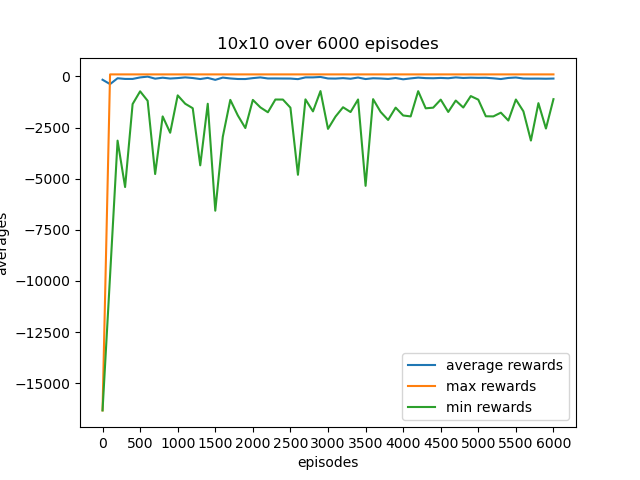 10x10 over 6000 episodes
0
−2500
−5000
−7500
−10000
−12500
−15000
averages
average rewards
max rewards
min rewards
0 500 1000 1500 2000 2500 3000 3500 4000 4500 5000 5500 6000
episodes